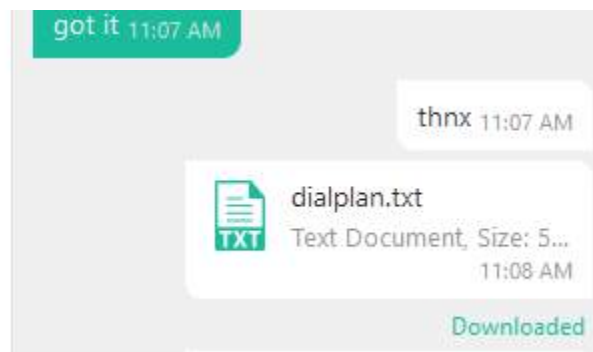 got it 11:07 AM
thnx 11:07 AM
dialplan.txt
TXT
Text Document, Size: 5...
11:08 AM
Downloaded